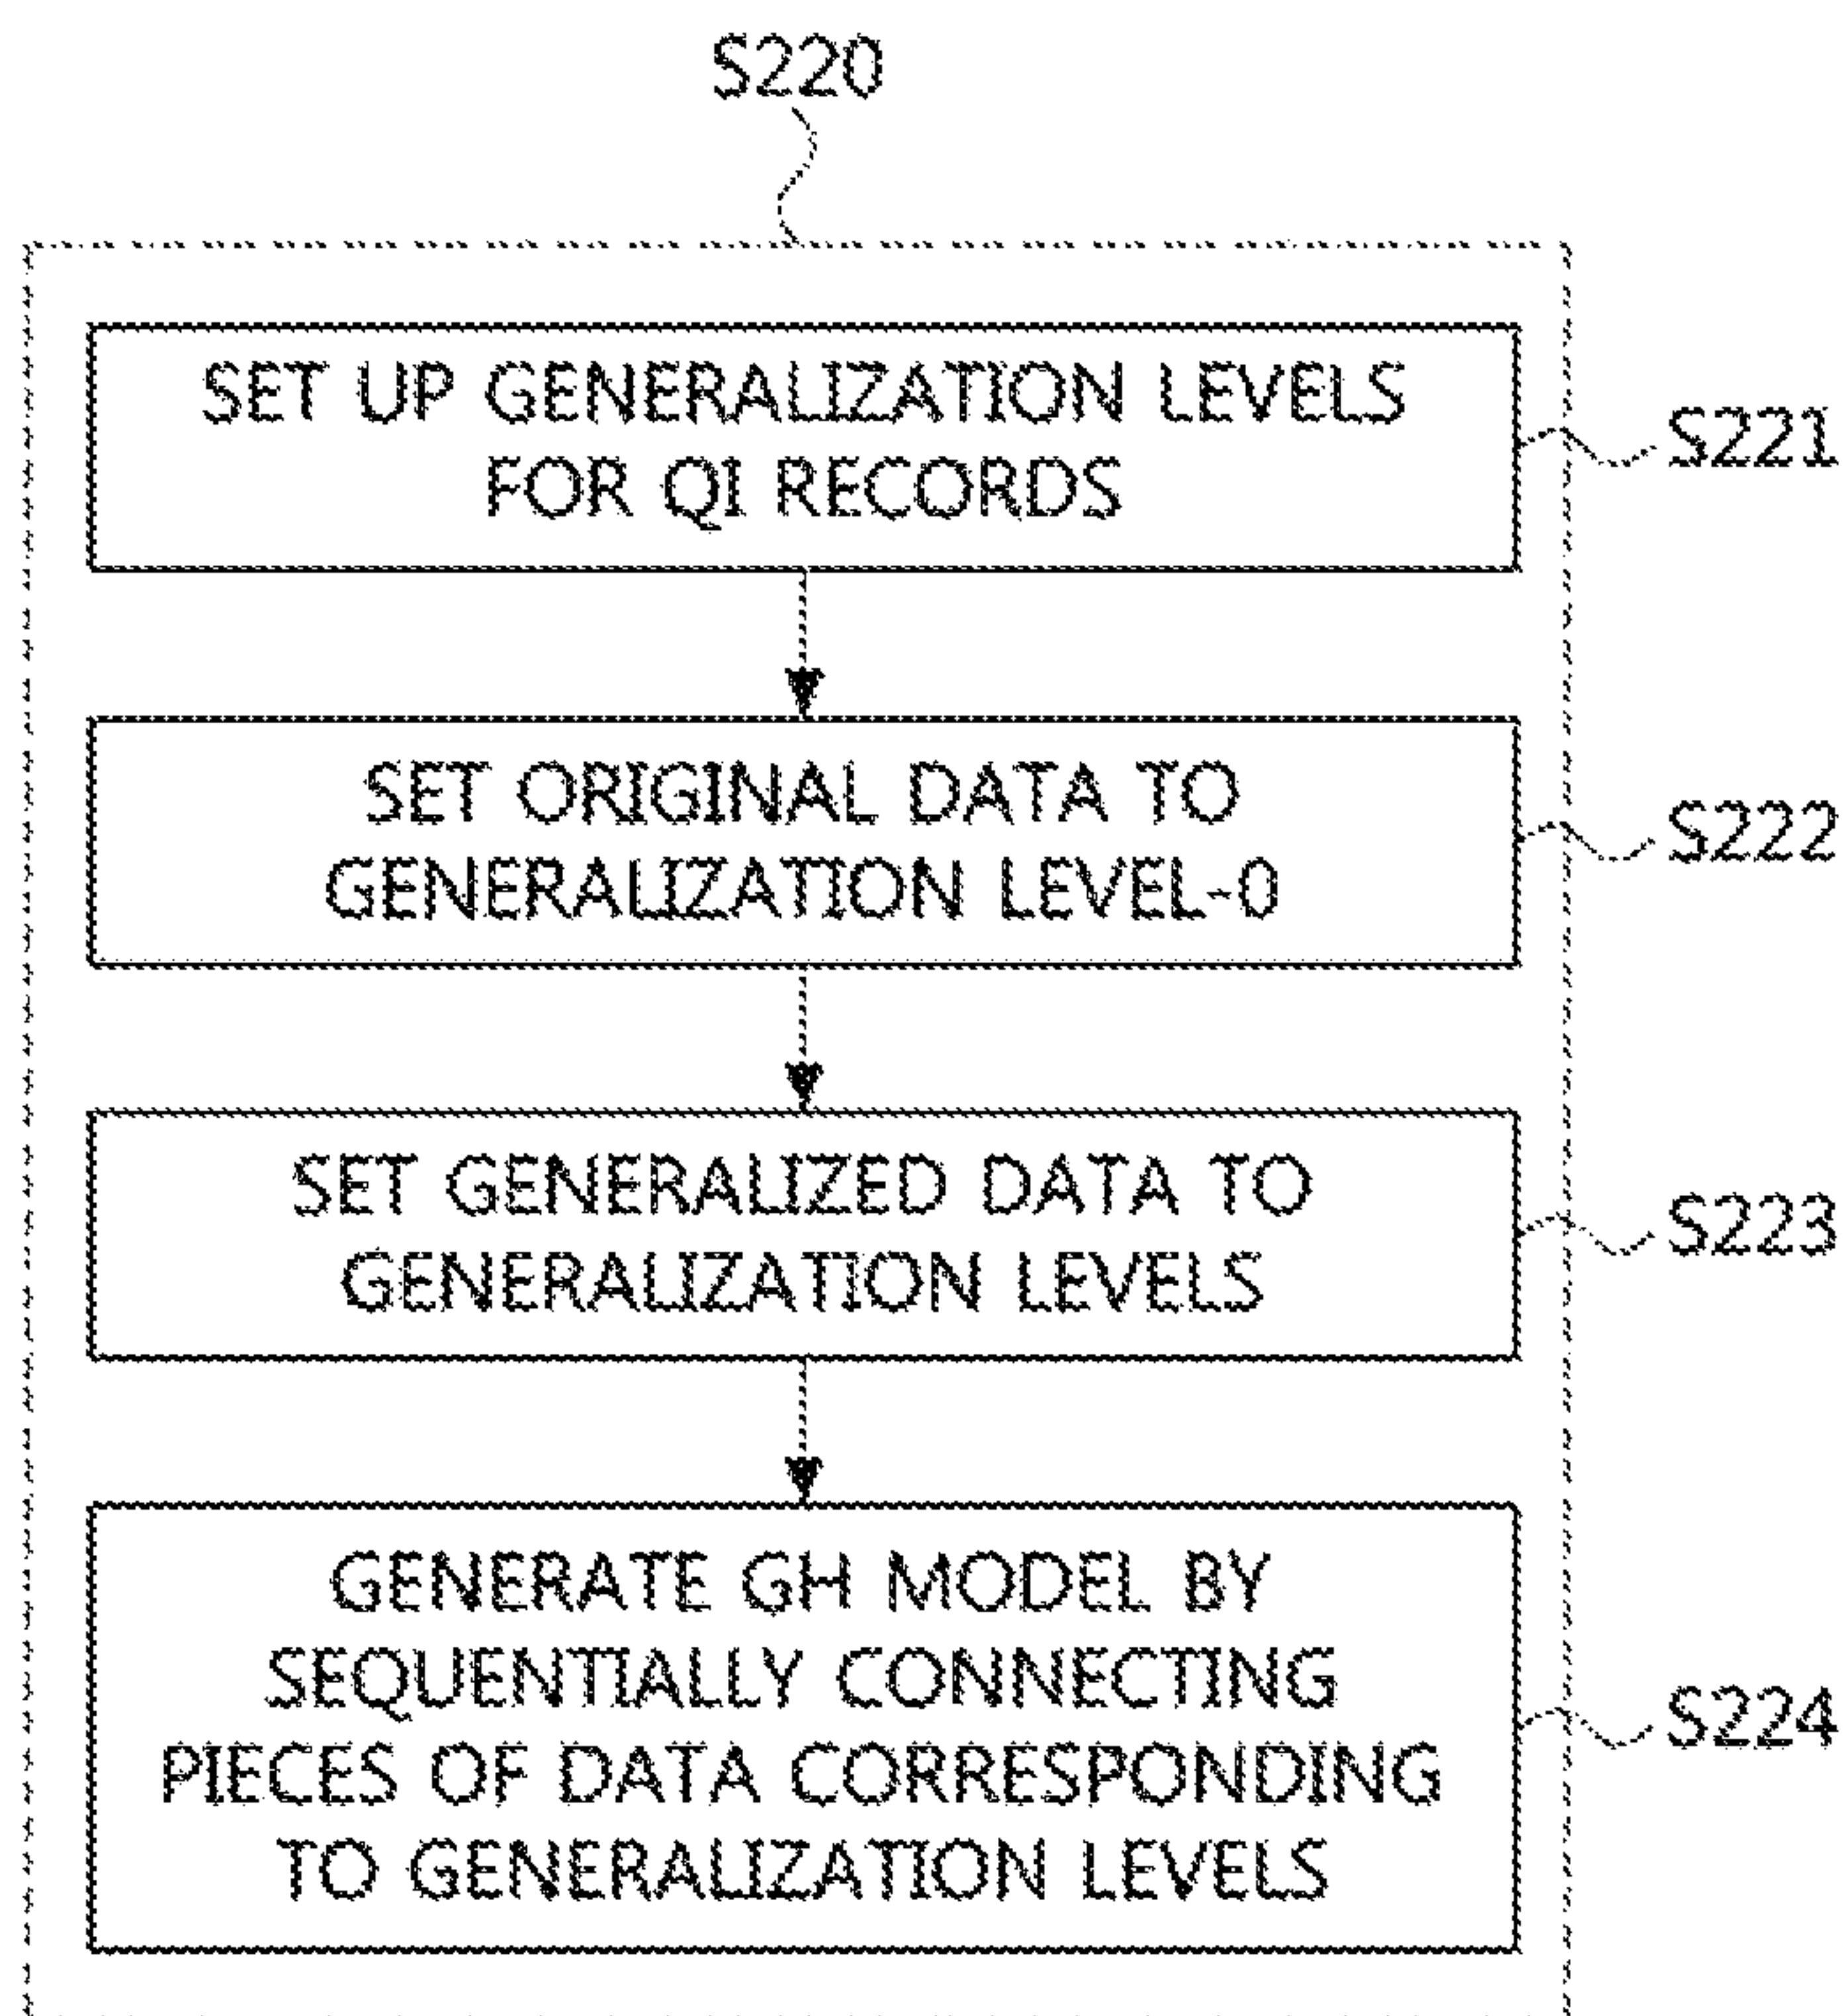 S220
SET UP GENERALIZATION LEVELS
FOR QI RECORDS
S221
SET ORIGINAL DATA TO
GENERALIZATION LEVEL-0
S222
SET GENERALIZED DATA TO
GENERALIZATION LEVELS
S223
GENERATE GH MODEL BY
SEQUENTIALLY CONNECTING
PIECES OF DATA CORRESPONDING
TO GENERALIZATION LEVELS
S224